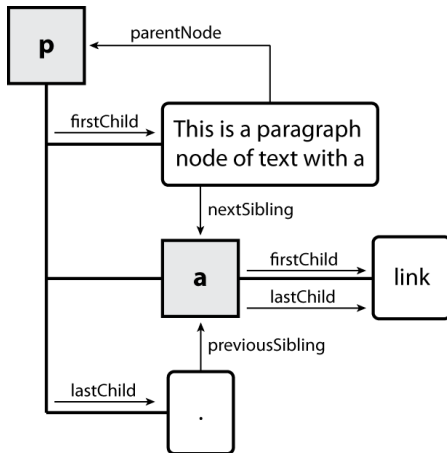 p
parentNode
firstChild
This is a paragraph
node of text with a
nextSibling
a
firstChild
lastChild
link
previousSibling
lastChild
.